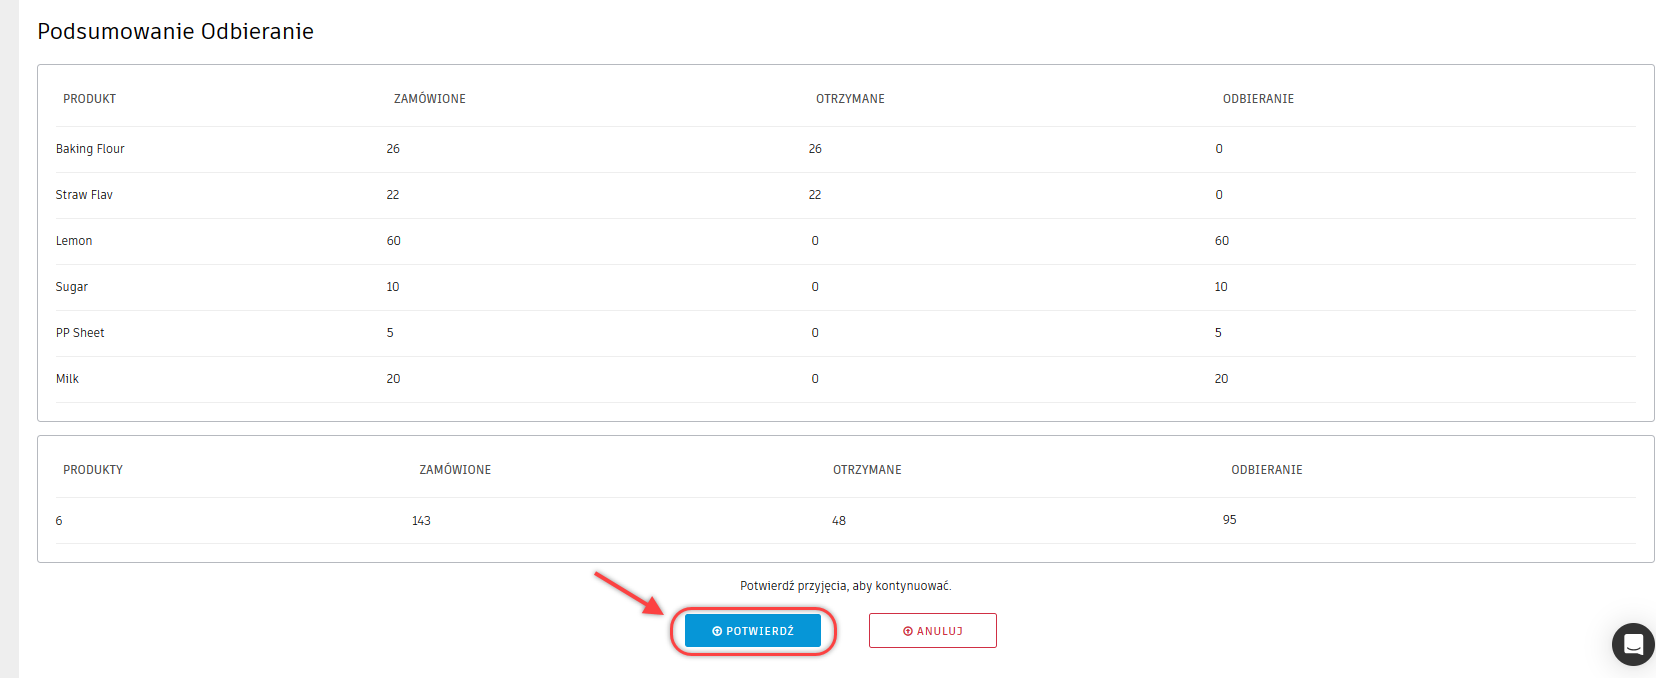 Podsumowanie Odbieranie
PRODUKT ZAMÓWIONE OTRZYMANE ODBIERANIE
Baking Flour 26 26 0
Straw Flav 22 22 0
Lemon 60 0 60
Sugar 10 0 10
PP Sheet 5 0 5
Milk 20 0 20
PRODUKTY ZAMÓWIONE OTRZYMANE ODBIERANIE
6 143 48 95
Potwierdź przyjęcia, aby kontynuować.
POTWIERDŹ ANULUJ